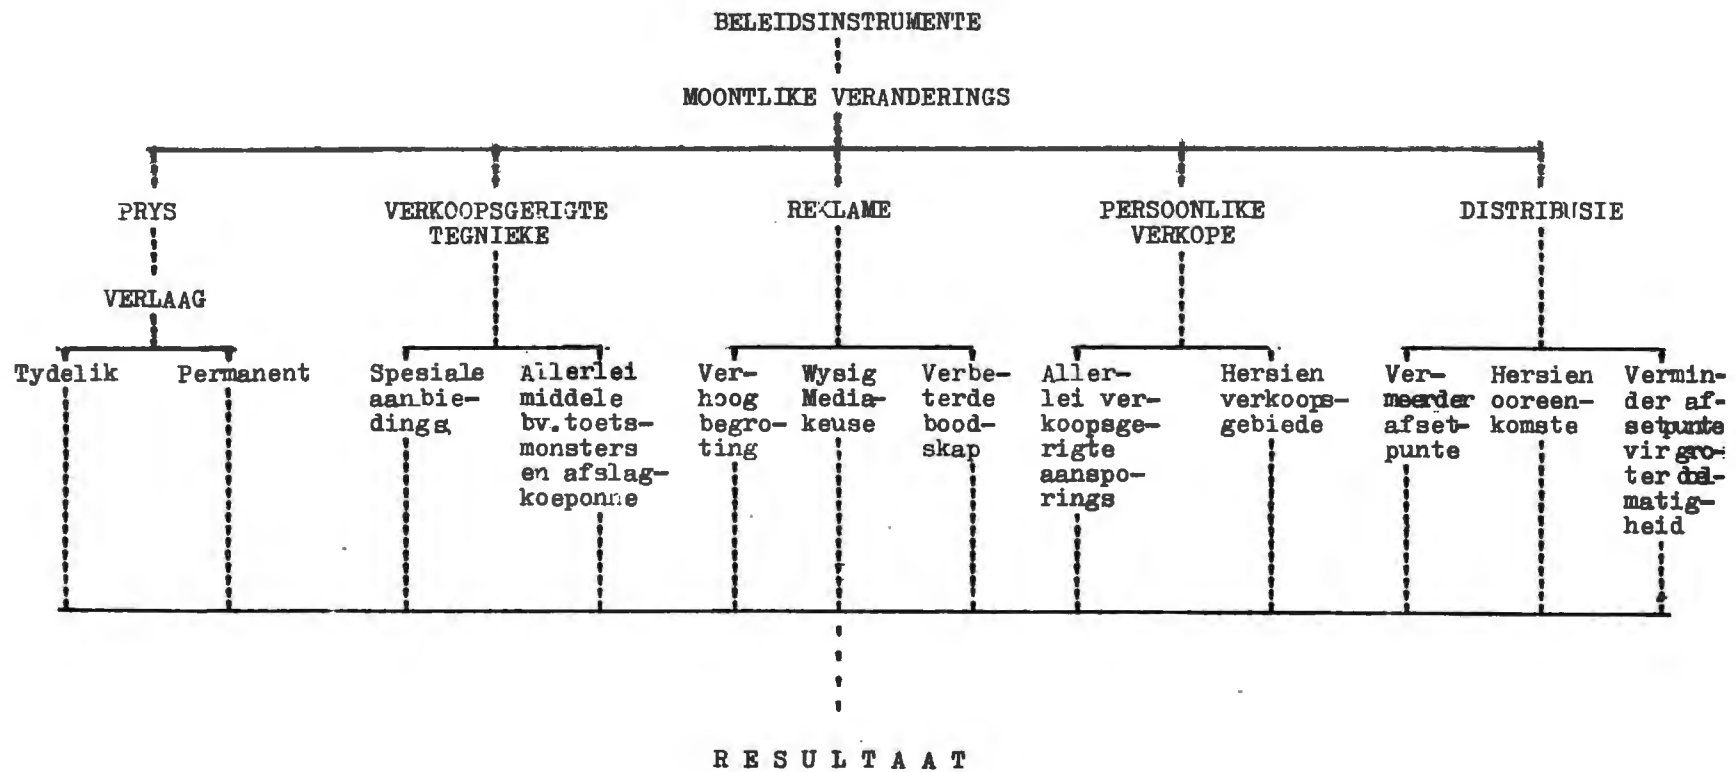 BELEIDSINSTRUMENTE
MOONTLIKE VERANDERINGS
PRYS
VERKOOPSGERIGTE
TEGNIEKE
REKLAME
PERSOONLIKE
VERKOPE
DISTRIBUSIE
VERLAAG
Tydelik
Permanent
Spesiale
aanbie-
dings
Allerlei
middele
bv.toets-
monsters
en afslag-
koeponne
Ver-
hoog
begro-
ting
Wysig
Media-
keuse
Verbe-
terde
bood-
skap
Aller-
lei ver-
koopsge-
rigte
aanspo-
rings
Hersien
verkoops-
gebiede
Ver-
meerder
afset-
punte
Hersien
ooreen-
komste
Vermin-
der af-
setpunte
vir gro-
ter doel-
matig-
heid
RESULTAAT